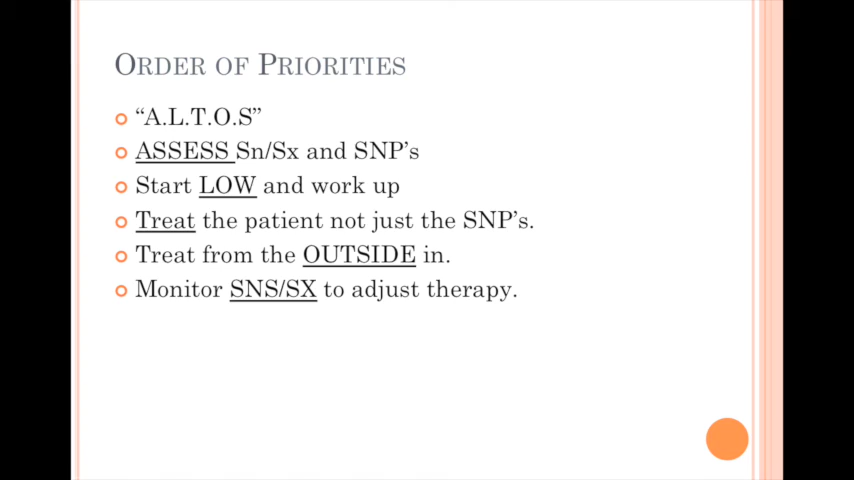 ORDER OF PRIORITIES
“A.L.T.O.S”
ASSESS Sn/Sx and SNP’s
Start LOW and work up
Treat the patient not just the SNP’s.
Treat from the OUTSIDE in.
Monitor SNS/SX to adjust therapy.